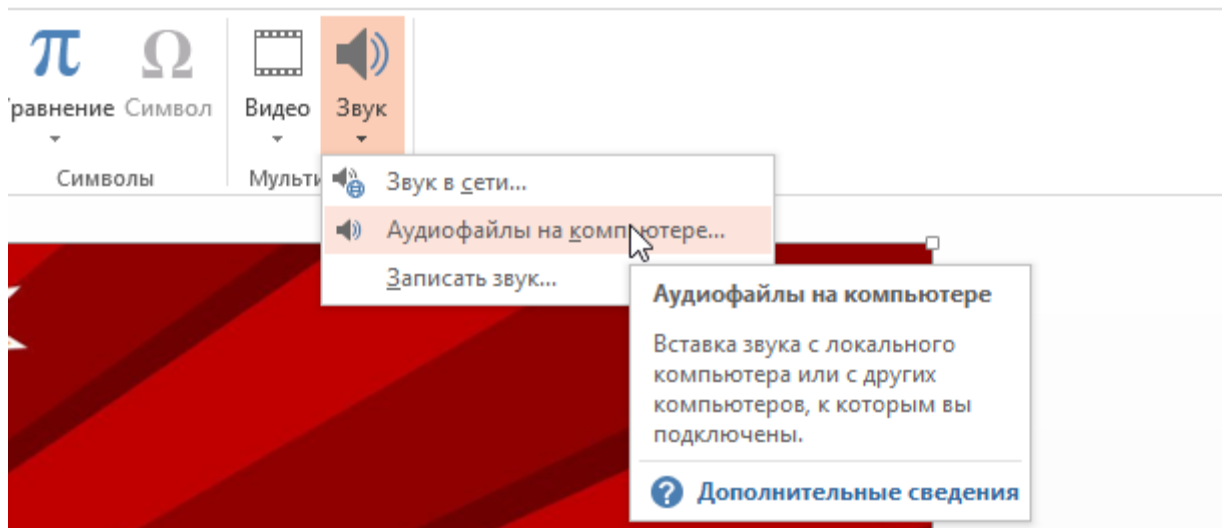 π Ω
равнение Символ Видео Звук
Символы Мульти
Звук в сети...
Аудиофайлы на компьютере...
Записать звук...
Аудиофайлы на компьютере
Вставка звука с локального
компьютера или с других
компьютеров, к которым вы
подключены.
? Дополнительные сведения